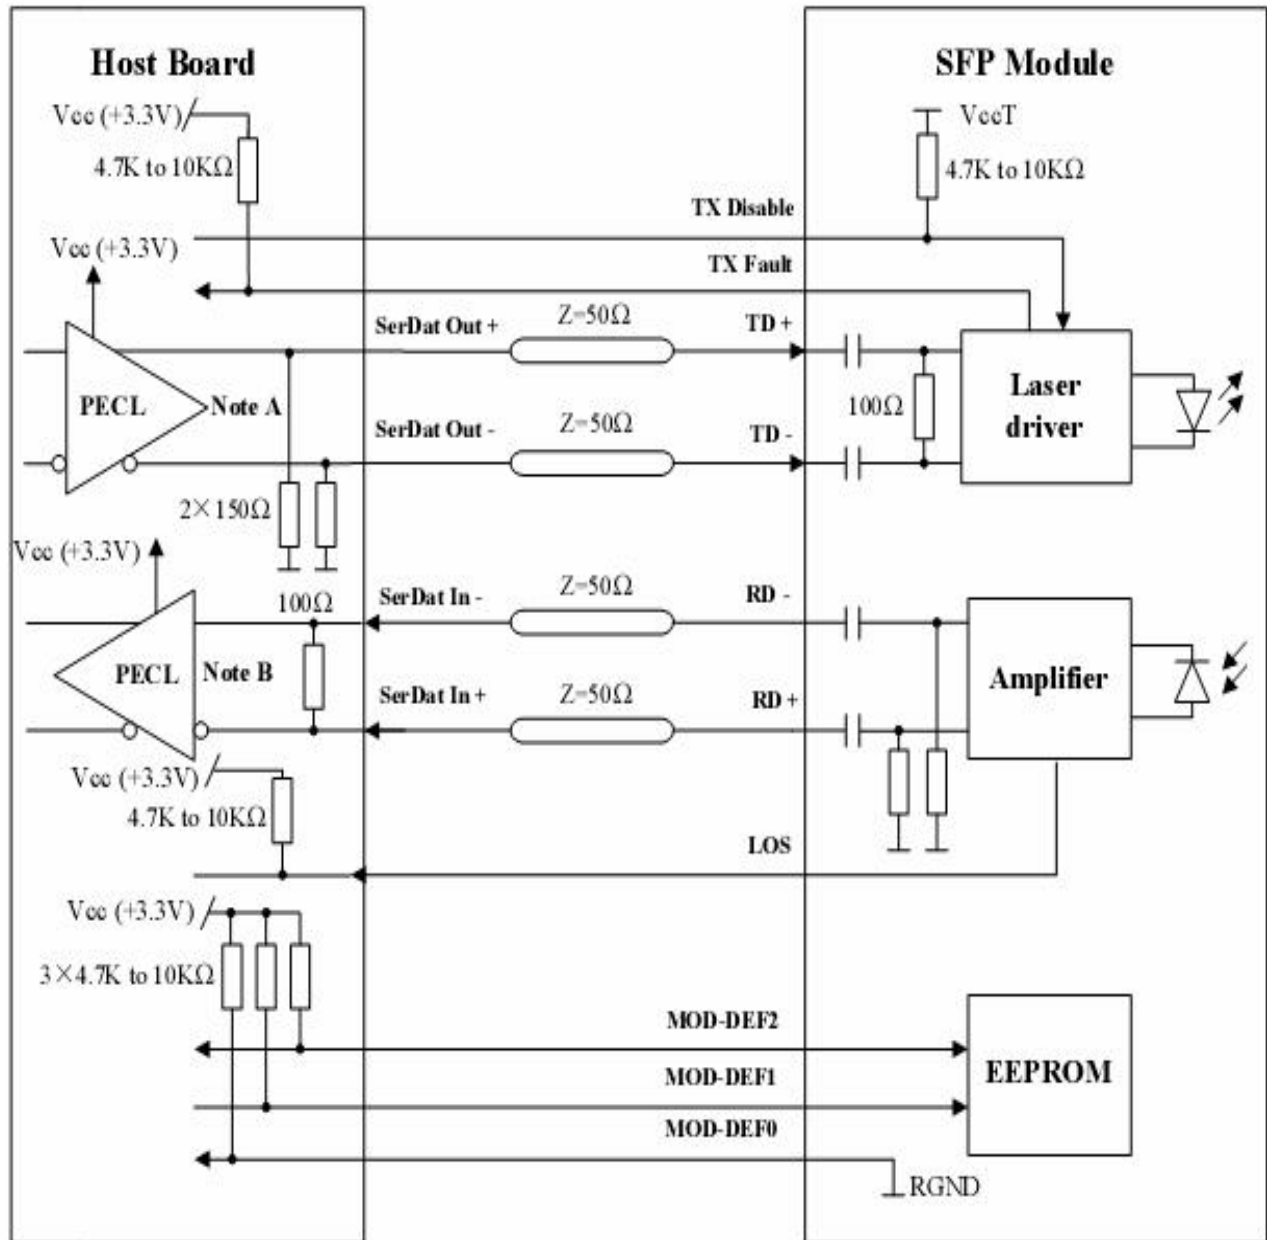 Host Board
SFP Module
Vcc (+3.3V)
VccT
4.7K to 10KΩ
4.7K to 10KΩ
TX Disable
Vcc (+3.3V)
TX Fault
SerDat Out +
Z=50Ω
TD +
PECL
Note A
100Ω
Laser
driver
SerDat Out -
Z=50Ω
TD -
2×150Ω
Vcc (+3.3V)
100Ω
SerDat In -
Z=50Ω
RD -
PECL
Note B
Amplifier
SerDat In +
Z=50Ω
RD +
Vcc (+3.3V)
4.7K to 10KΩ
LOS
Vcc (+3.3V)
3×4.7K to 10KΩ
MOD-DEF2
EEPROM
MOD-DEF1
MOD-DEF0
RGND